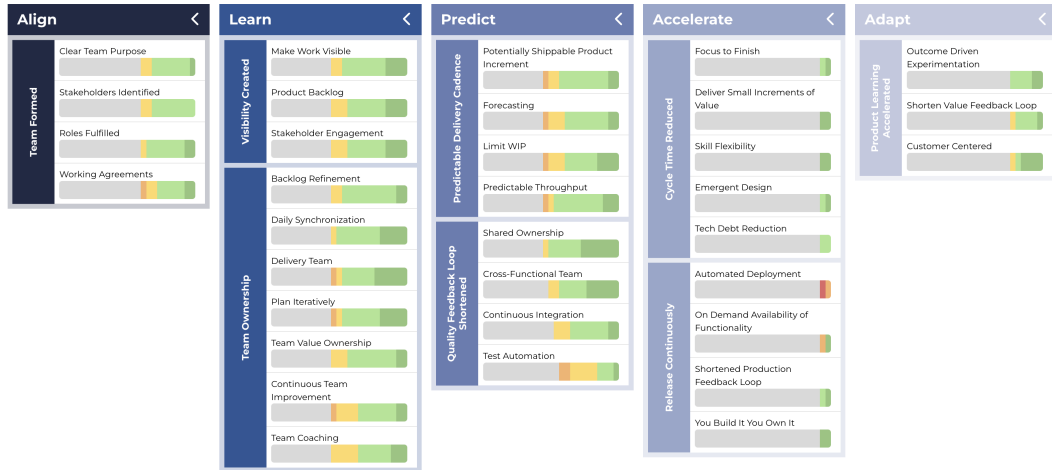 Align
Team Formed
Clear Team Purpose
Stakeholders Identified
Roles Fulfilled
Working Agreements
Learn
Visibility Created
Make Work Visible
Product Backlog
Stakeholder Engagement
Team Ownership
Backlog Refinement
Daily Synchronization
Delivery Team
Plan Iteratively
Team Value Ownership
Continuous Team
Improvement
Team Coaching
Predict
Predictable Delivery Cadence
Potentially Shippable Product
Increment
Forecasting
Limit WIP
Predictable Throughput
Quality Feedback Loop
Shortened
Shared Ownership
Cross-Functional Team
Continuous Integration
Test Automation
Accelerate
Cycle Time Reduced
Focus to Finish
Deliver Small Increments of
Value
Skill Flexibility
Emergent Design
Tech Debt Reduction
Release Continuously
Automated Deployment
On Demand Availability of
Functionality
Shortened Production
Feedback Loop
You Build It You Own It
Adapt
Product Learning
Accelerated
Outcome Driven
Experimentation
Shorten Value Feedback Loop
Customer Centered